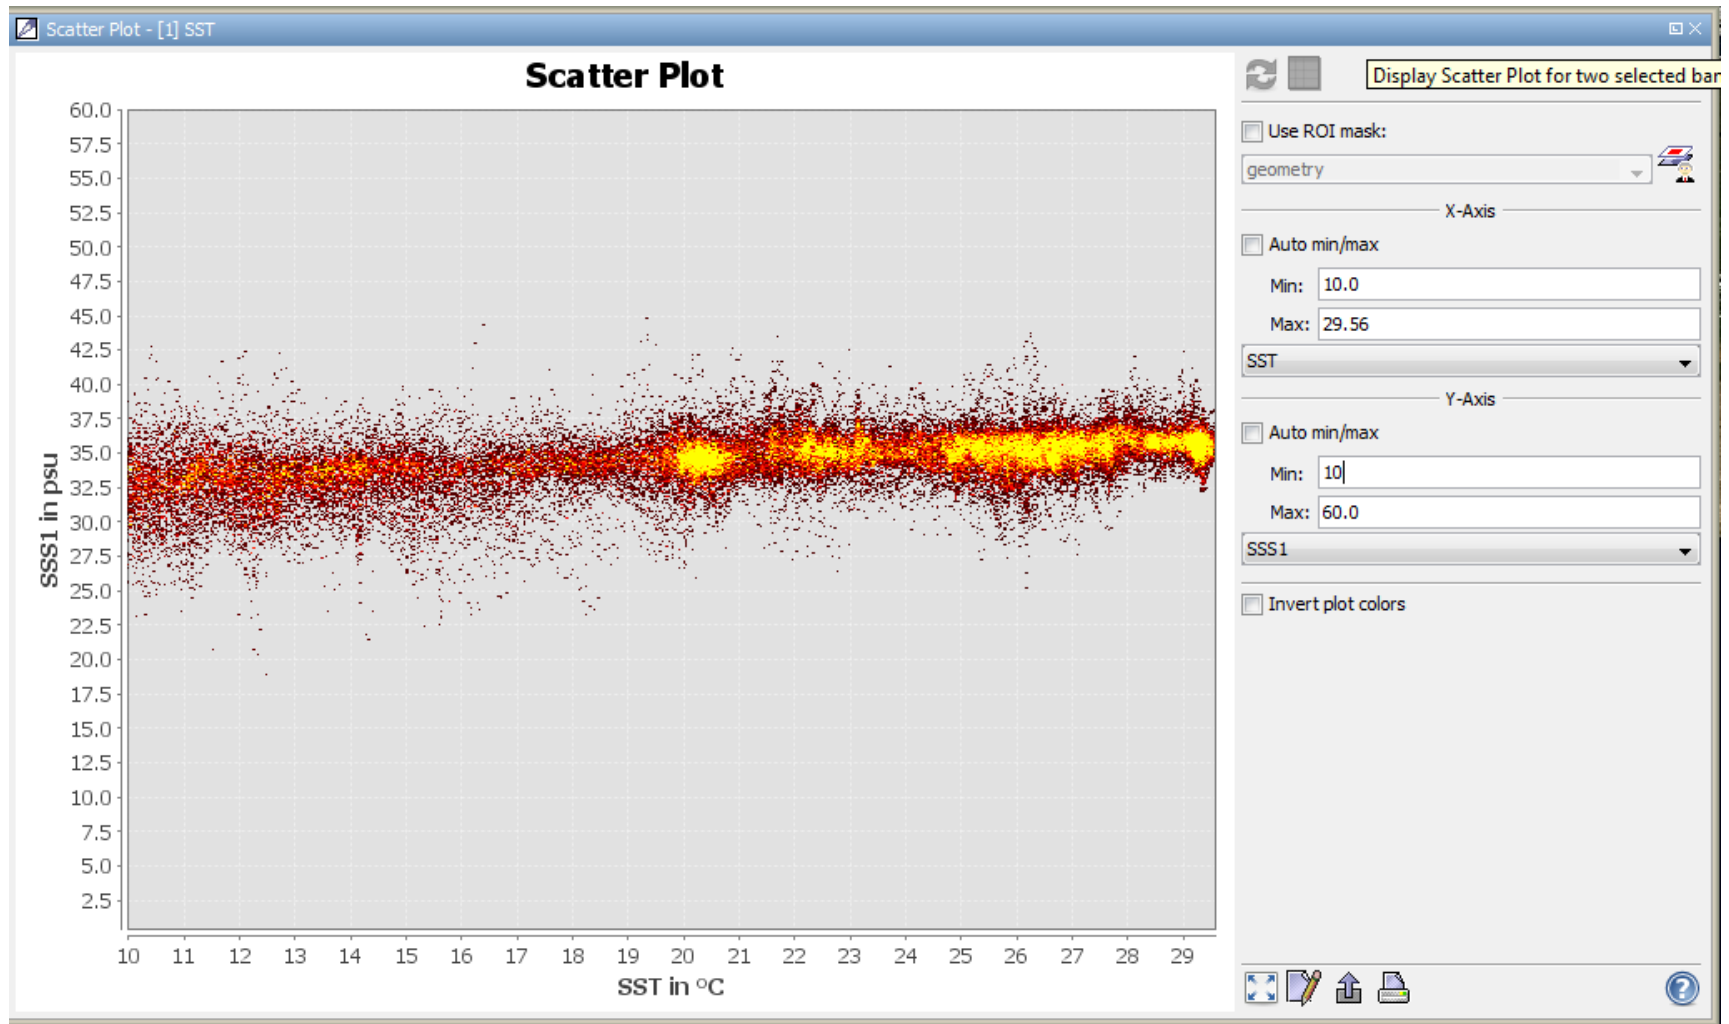 Scatter Plot - [1] SST
Scatter Plot
60.0
57.5
55.0
52.5
50.0
47.5
45.0
42.5
40.0
37.5
35.0
32.5
30.0
27.5
25.0
22.5
20.0
17.5
15.0
12.5
10.0
7.5
5.0
2.5
SSS1 in psu
10 11 12 13 14 15 16 17 18 19 20 21 22 23 24 25 26 27 28 29
SST in °C
Display Scatter Plot for two selected bar
Use ROI mask:
geometry
X-Axis
Auto min/max
Min: 10.0
Max: 29.56
SST
Y-Axis
Auto min/max
Min: 10
Max: 60.0
SSS1
Invert plot colors
?